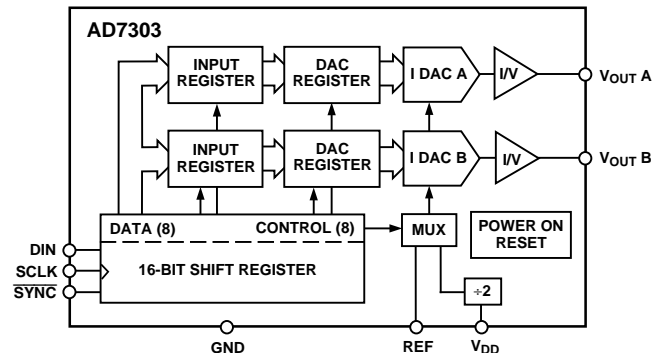 AD7303
INPUT
REGISTER
DAC
REGISTER
I DAC A
I/V
VOUT A
INPUT
REGISTER
DAC
REGISTER
I DAC B
I/V
VOUT B
DATA (8)
CONTROL (8)
MUX
POWER ON
RESET
DIN
SCLK
SYNC
16-BIT SHIFT REGISTER
÷2
GND
REF
VDD